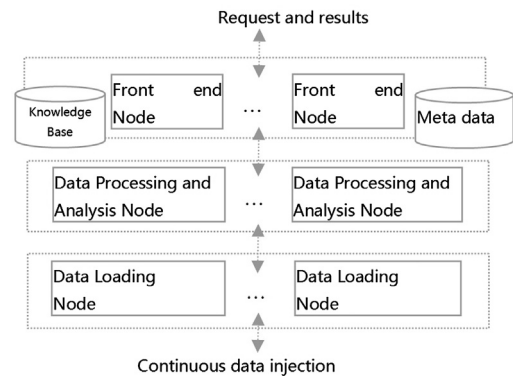 Request and results
Front end
Node
...
Front end
Node
Knowledge
Base
Meta data
Data Processing and
Analysis Node
...
Data Processing and
Analysis Node
Data Loading
Node
...
Data Loading
Node
Continuous data injection